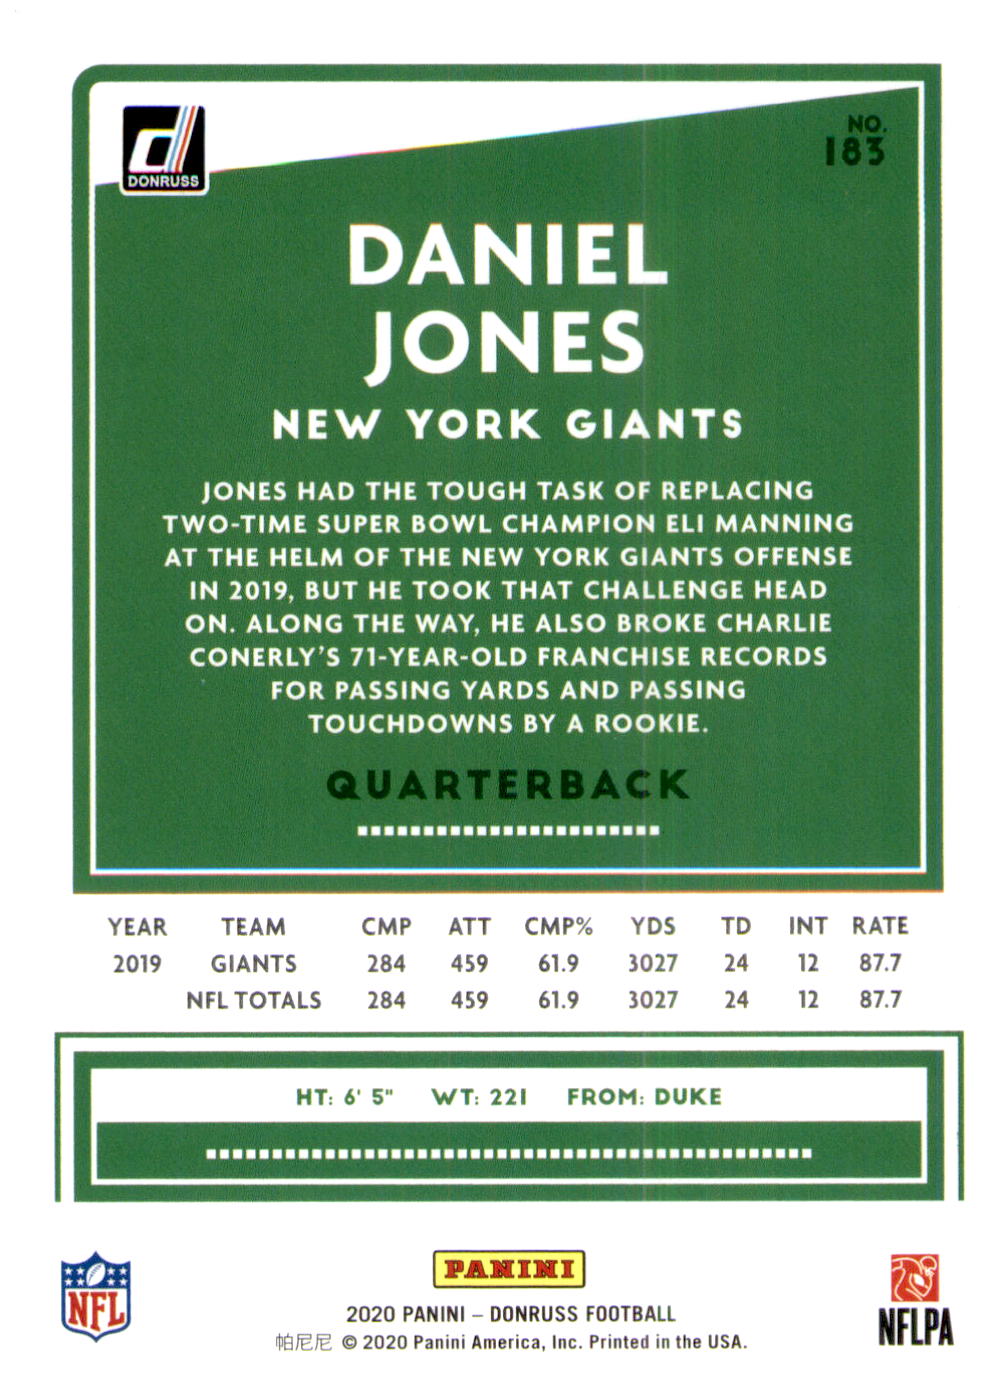 DONRUSS
NO.
183
DANIEL
JONES
NEW YORK GIANTS
JONES HAD THE TOUGH TASK OF REPLACING
TWO-TIME SUPER BOWL CHAMPION ELI MANNING
AT THE HELM OF THE NEW YORK GIANTS OFFENSE
IN 2019, BUT HE TOOK THAT CHALLENGE HEAD
ON. ALONG THE WAY, HE ALSO BROKE CHARLIE
CONERLY'S 71-YEAR-OLD FRANCHISE RECORDS
FOR PASSING YARDS AND PASSING
TOUCHDOWNS BY A ROOKIE.
QUARTERBACK
YEAR TEAM CMP ATT CMP% YDS TD INT RATE
2019 GIANTS 284 459 61.9 3027 24 12 87.7
NFL TOTALS 284 459 61.9 3027 24 12 87.7
HT: 6' 5" WT: 221 FROM: DUKE
NFL
PANINI
NFLPA
2020 PANINI – DONRUSS FOOTBALL
帕尼尼 © 2020 Panini America, Inc. Printed in the USA.